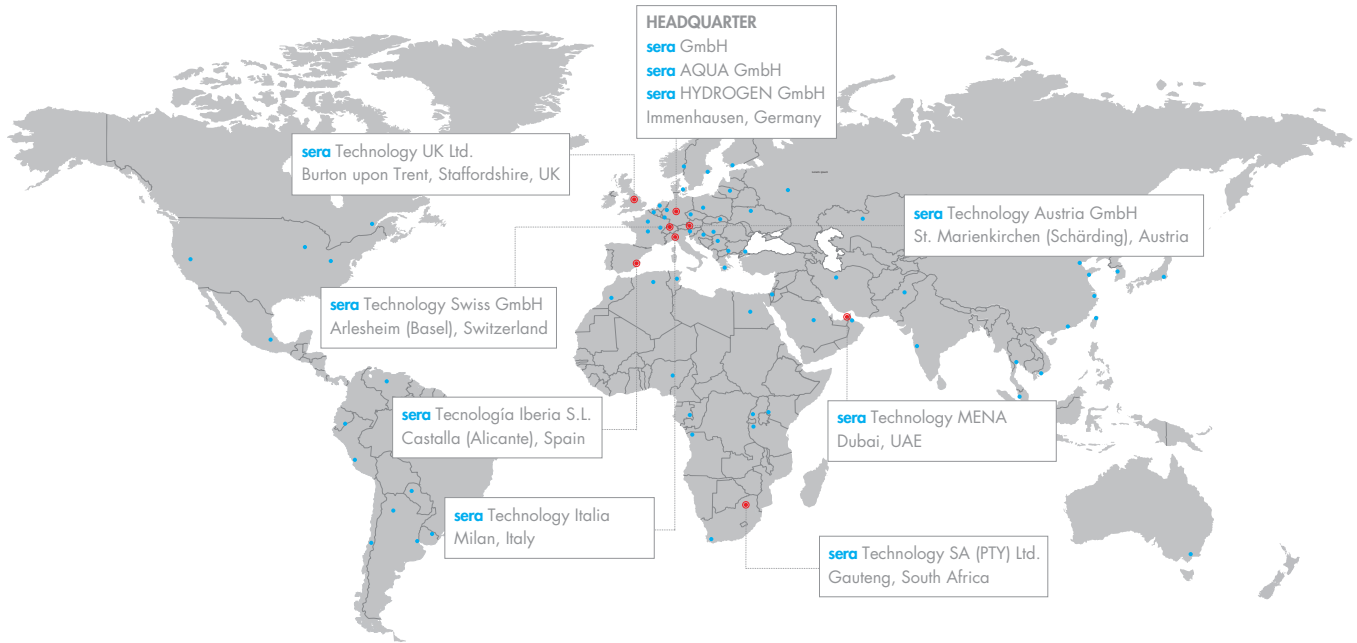 HEADQUARTER
sera GmbH
sera AQUA GmbH
sera HYDROGEN GmbH
Immenhausen, Germany
sera Technology UK Ltd.
Burton upon Trent, Staffordshire, UK
sera Technology Austria GmbH
St. Marienkirchen (Schärding), Austria
sera Technology Swiss GmbH
Arlesheim (Basel), Switzerland
sera Tecnología Iberia S.L.
Castalla (Alicante), Spain
sera Technology MENA
Dubai, UAE
sera Technology Italia
Milan, Italy
sera Technology SA (PTY) Ltd.
Gauteng, South Africa